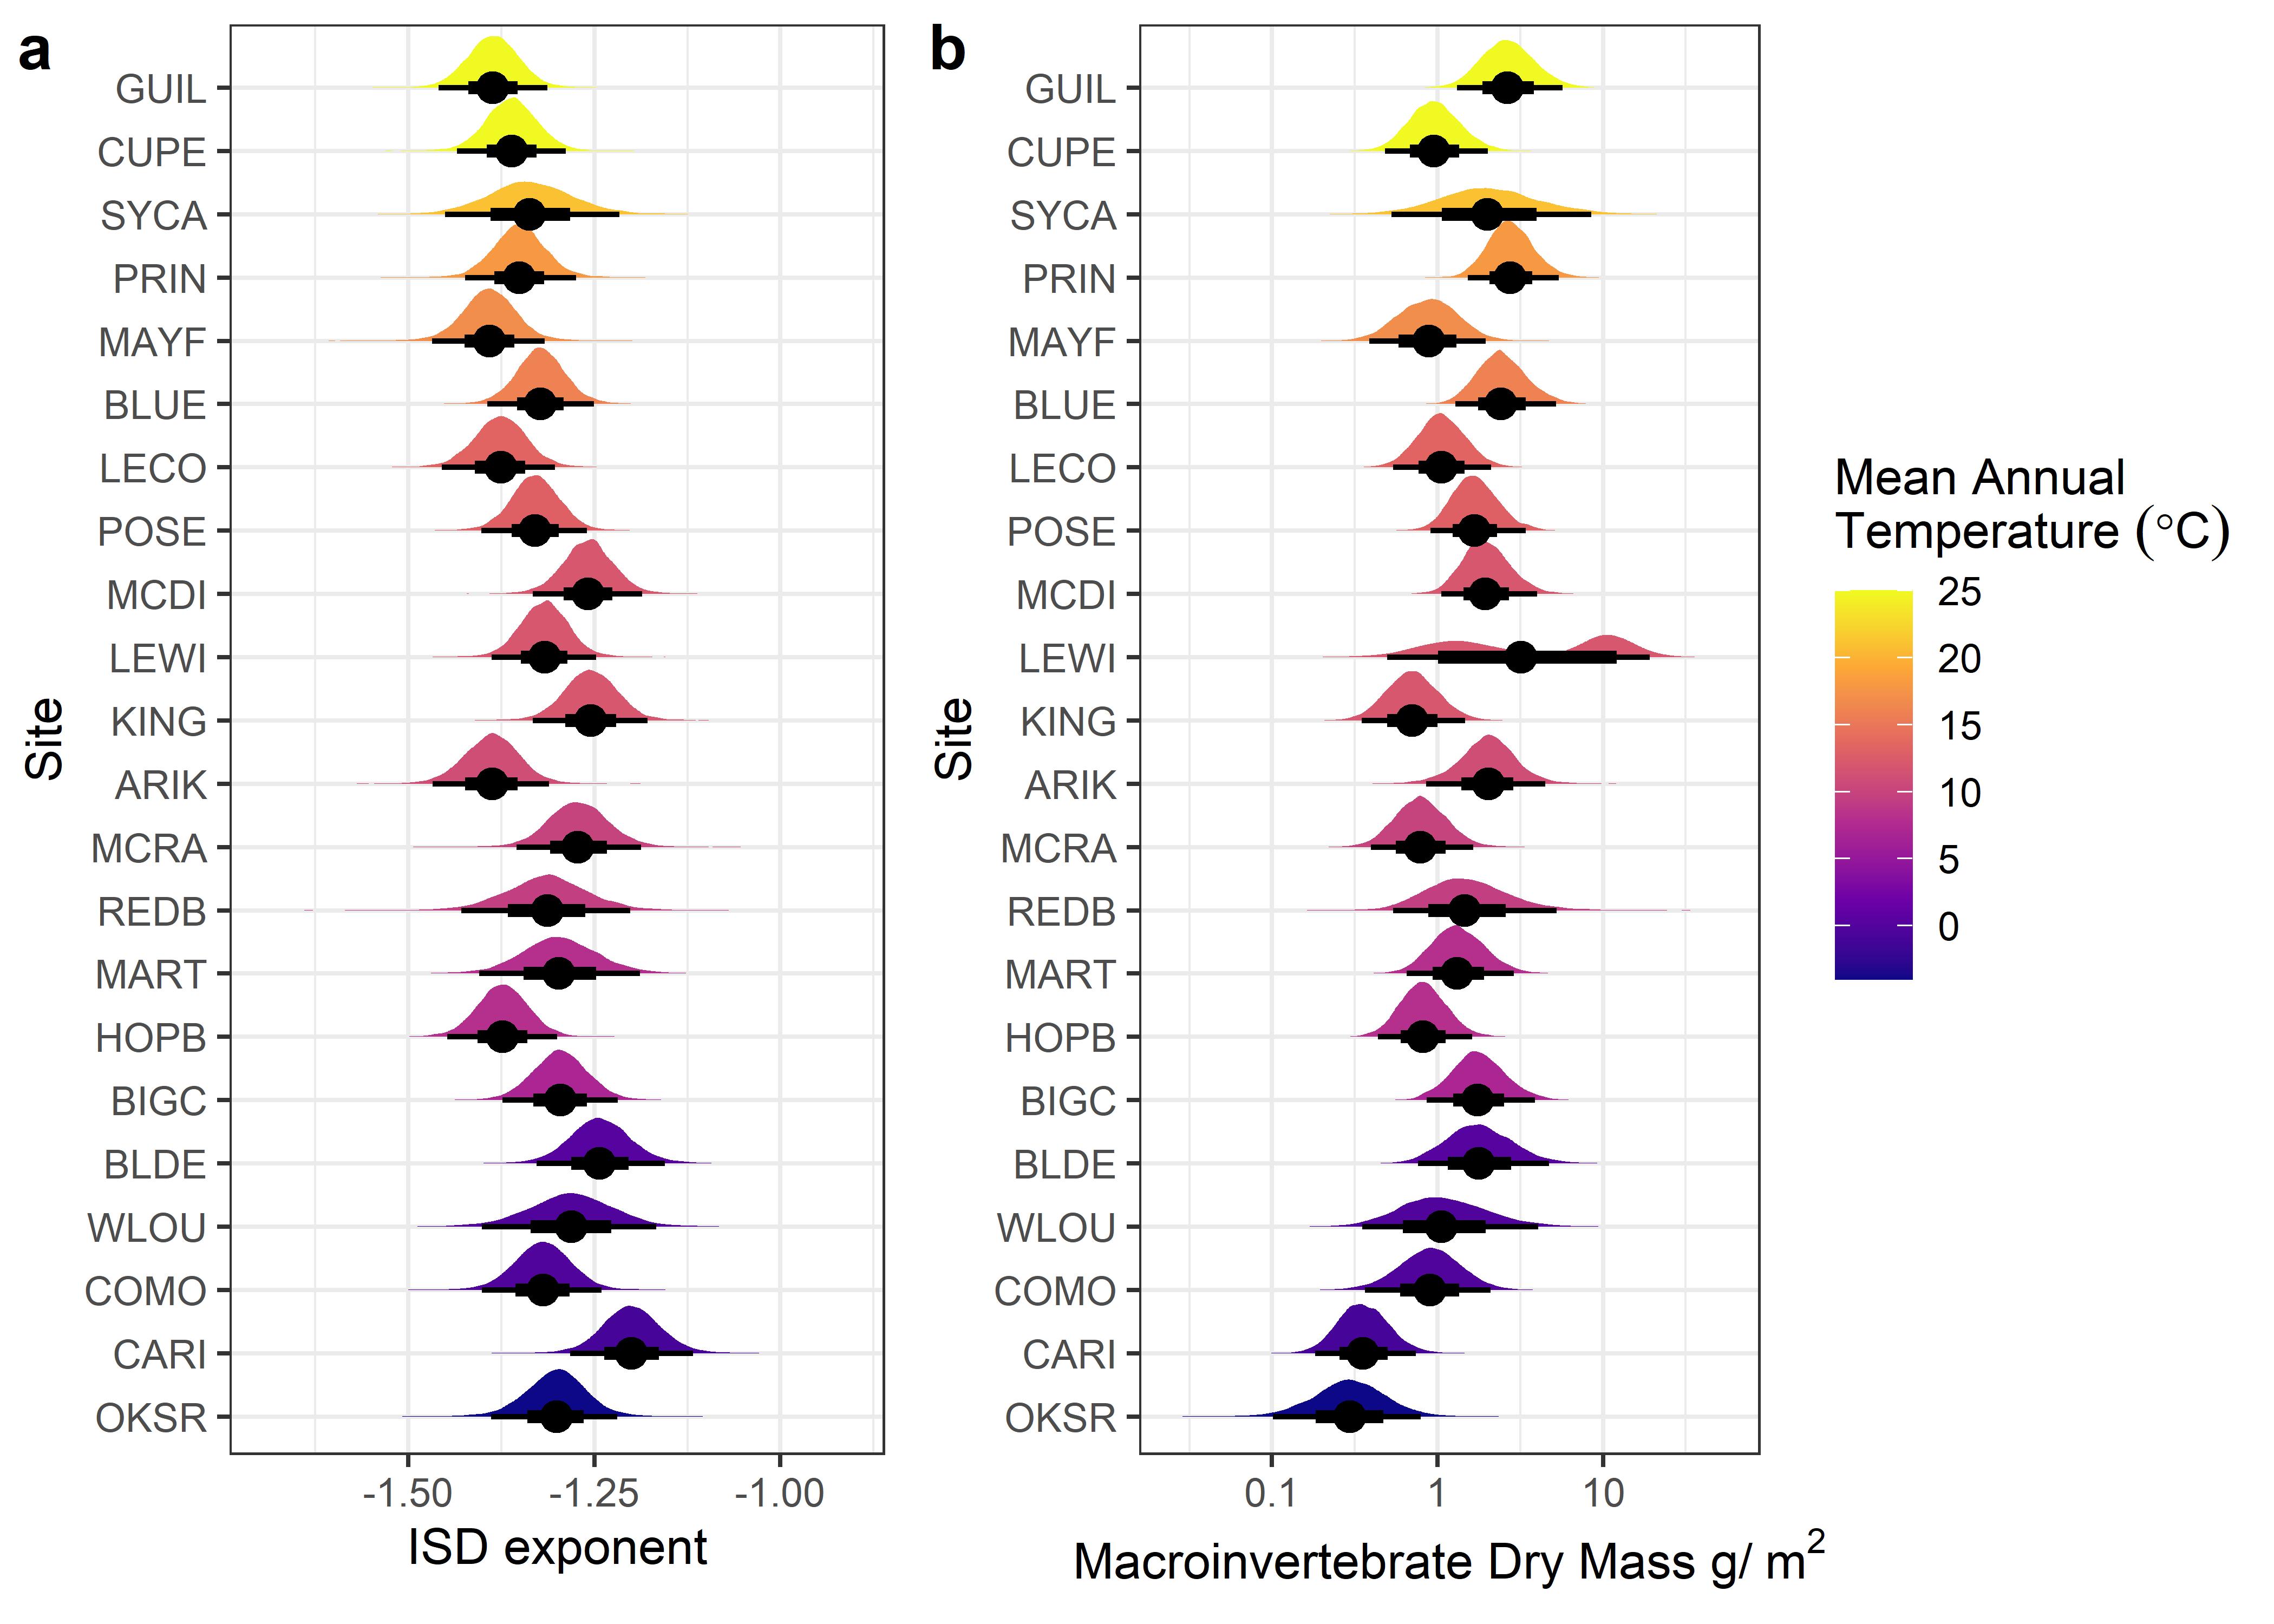 a
GUIL
CUPE
SYCA
PRIN
MAYF
BLUE
LECO
POSE
MCDI
LEWI
KING
ARIK
MCRA
REDB
MART
HOPB
BIGC
BLDE
WLOU
COMO
CARI
OKSR
Site
-1.50 -1.25 -1.00
ISD exponent
b
GUIL
CUPE
SYCA
PRIN
MAYF
BLUE
LECO
POSE
MCDI
LEWI
KING
ARIK
MCRA
REDB
MART
HOPB
BIGC
BLDE
WLOU
COMO
CARI
OKSR
Site
0.1 1 10
Macroinvertebrate Dry Mass g/ m²
Mean Annual
Temperature (°C)
25
20
15
10
5
0